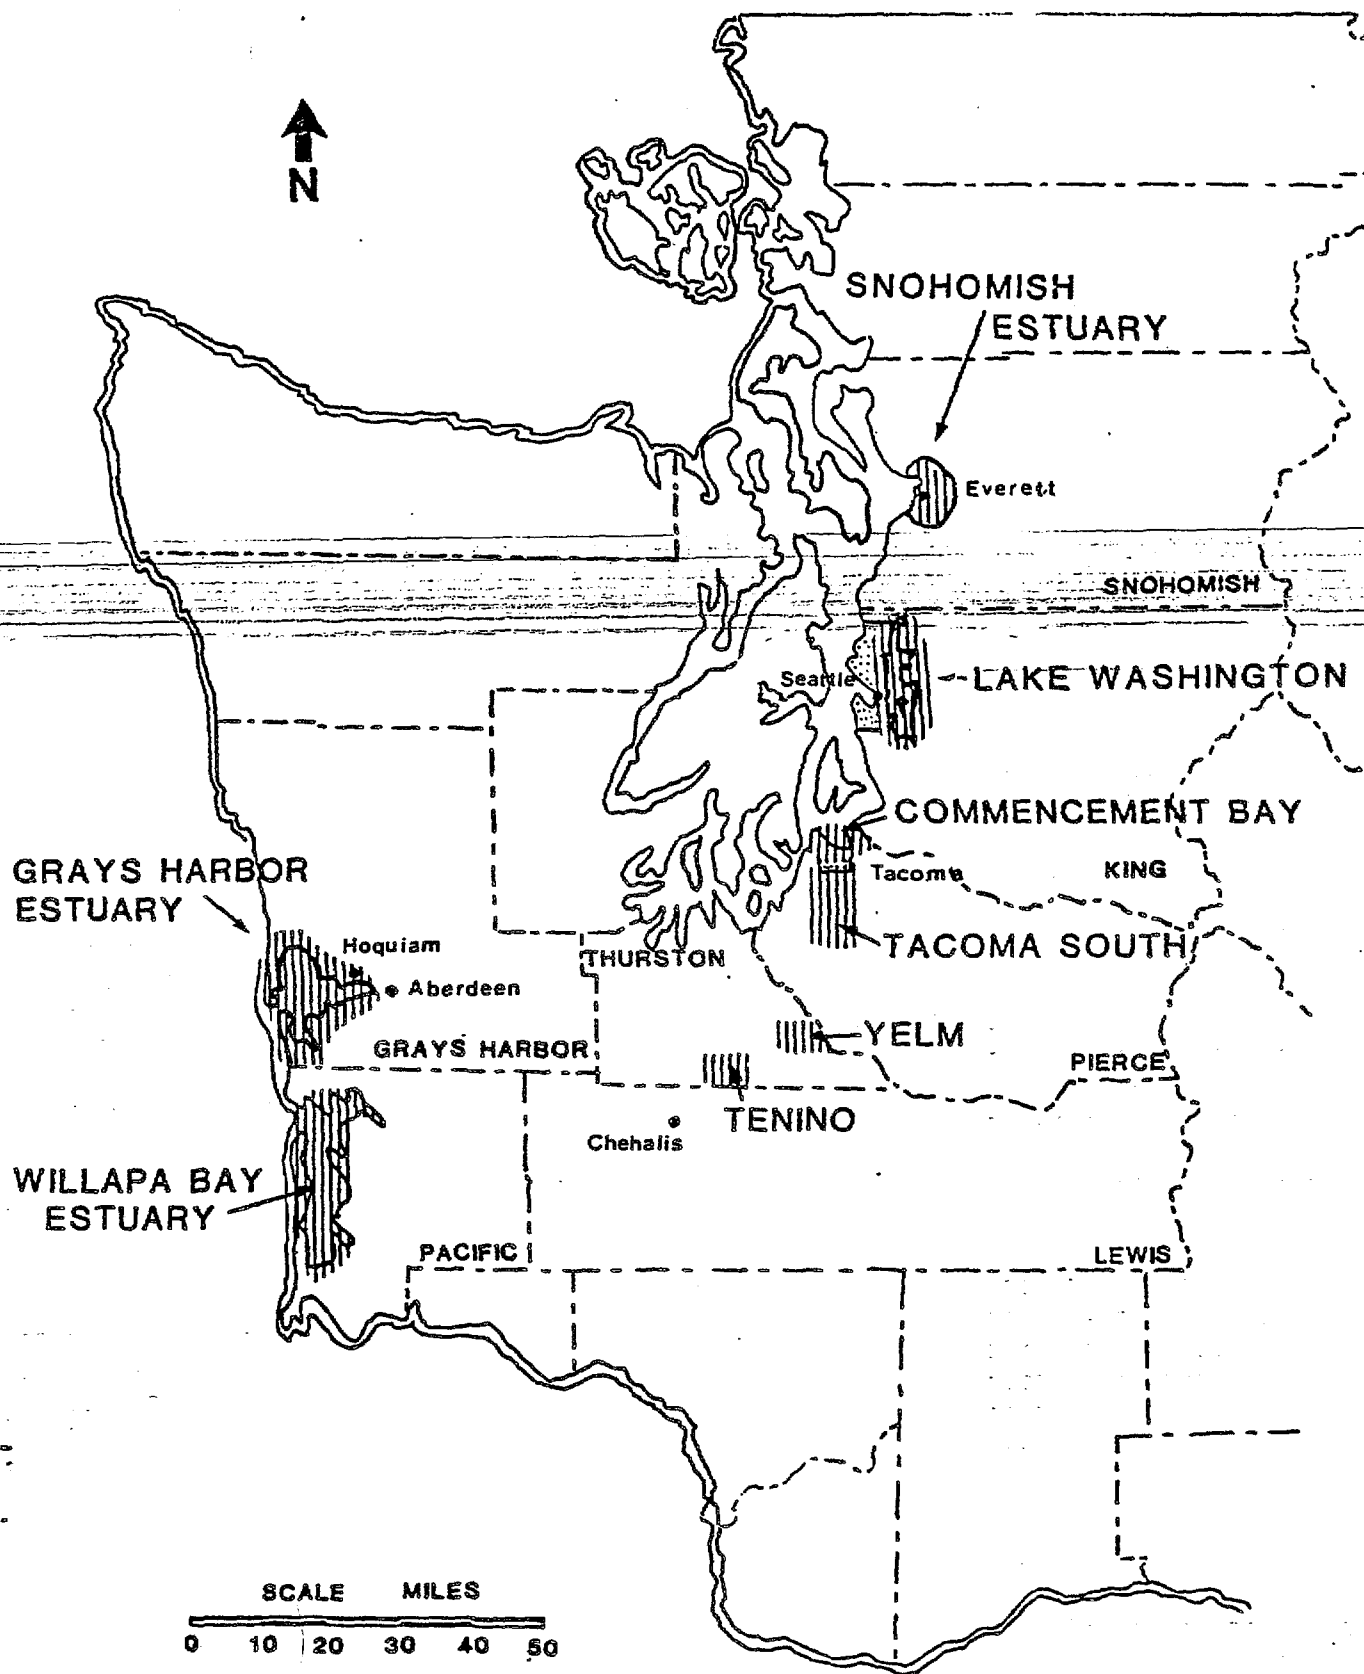 N
SNOHOMISH
ESTUARY
Everett
SNOHOMISH
Seattle
LAKE WASHINGTON
COMMENCEMENT BAY
Tacoma
KING
GRAYS HARBOR
ESTUARY
TACOMA SOUTH
Hoquiam
THURSTON
Aberdeen
YELM
GRAYS HARBOR
PIERCE
TENINO
Chehalis
WILLAPA BAY
ESTUARY
PACIFIC
LEWIS
SCALE MILES
0 10 20 30 40 50